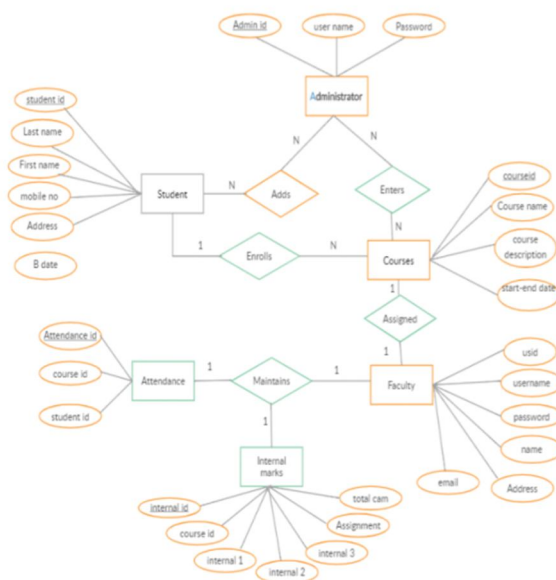 Admin id
user name
Password
Administrator
student id
Last name
First name
mobile no
Address
B date
Student
N
N
N
Adds
Enters
N
N
courseid
Course name
course
description
start-end date
Courses
1
Enrolls
N
1
Assigned
1
Attendance id
course id
student id
Attendance
1
Maintains
1
Faculty
usid
username
password
name
Address
email
1
Internal
marks
internal id
course id
internal 1
internal 2
internal 3
Assignment
total cam